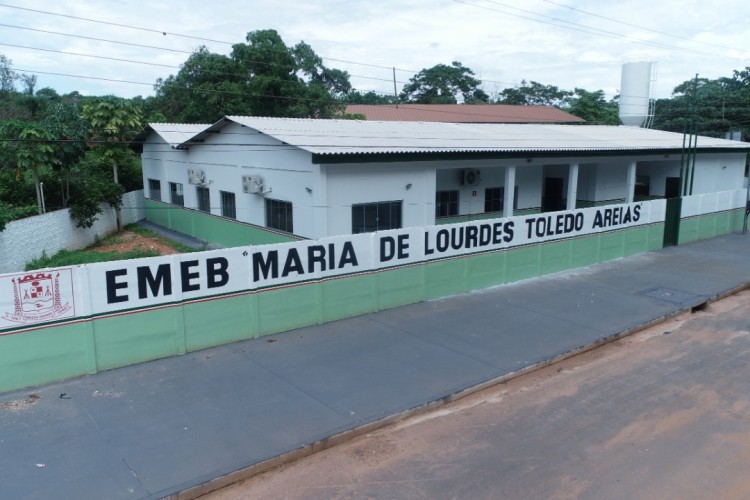 EMEB "MARIA DE LOURDES TOLEDO AREIAS"